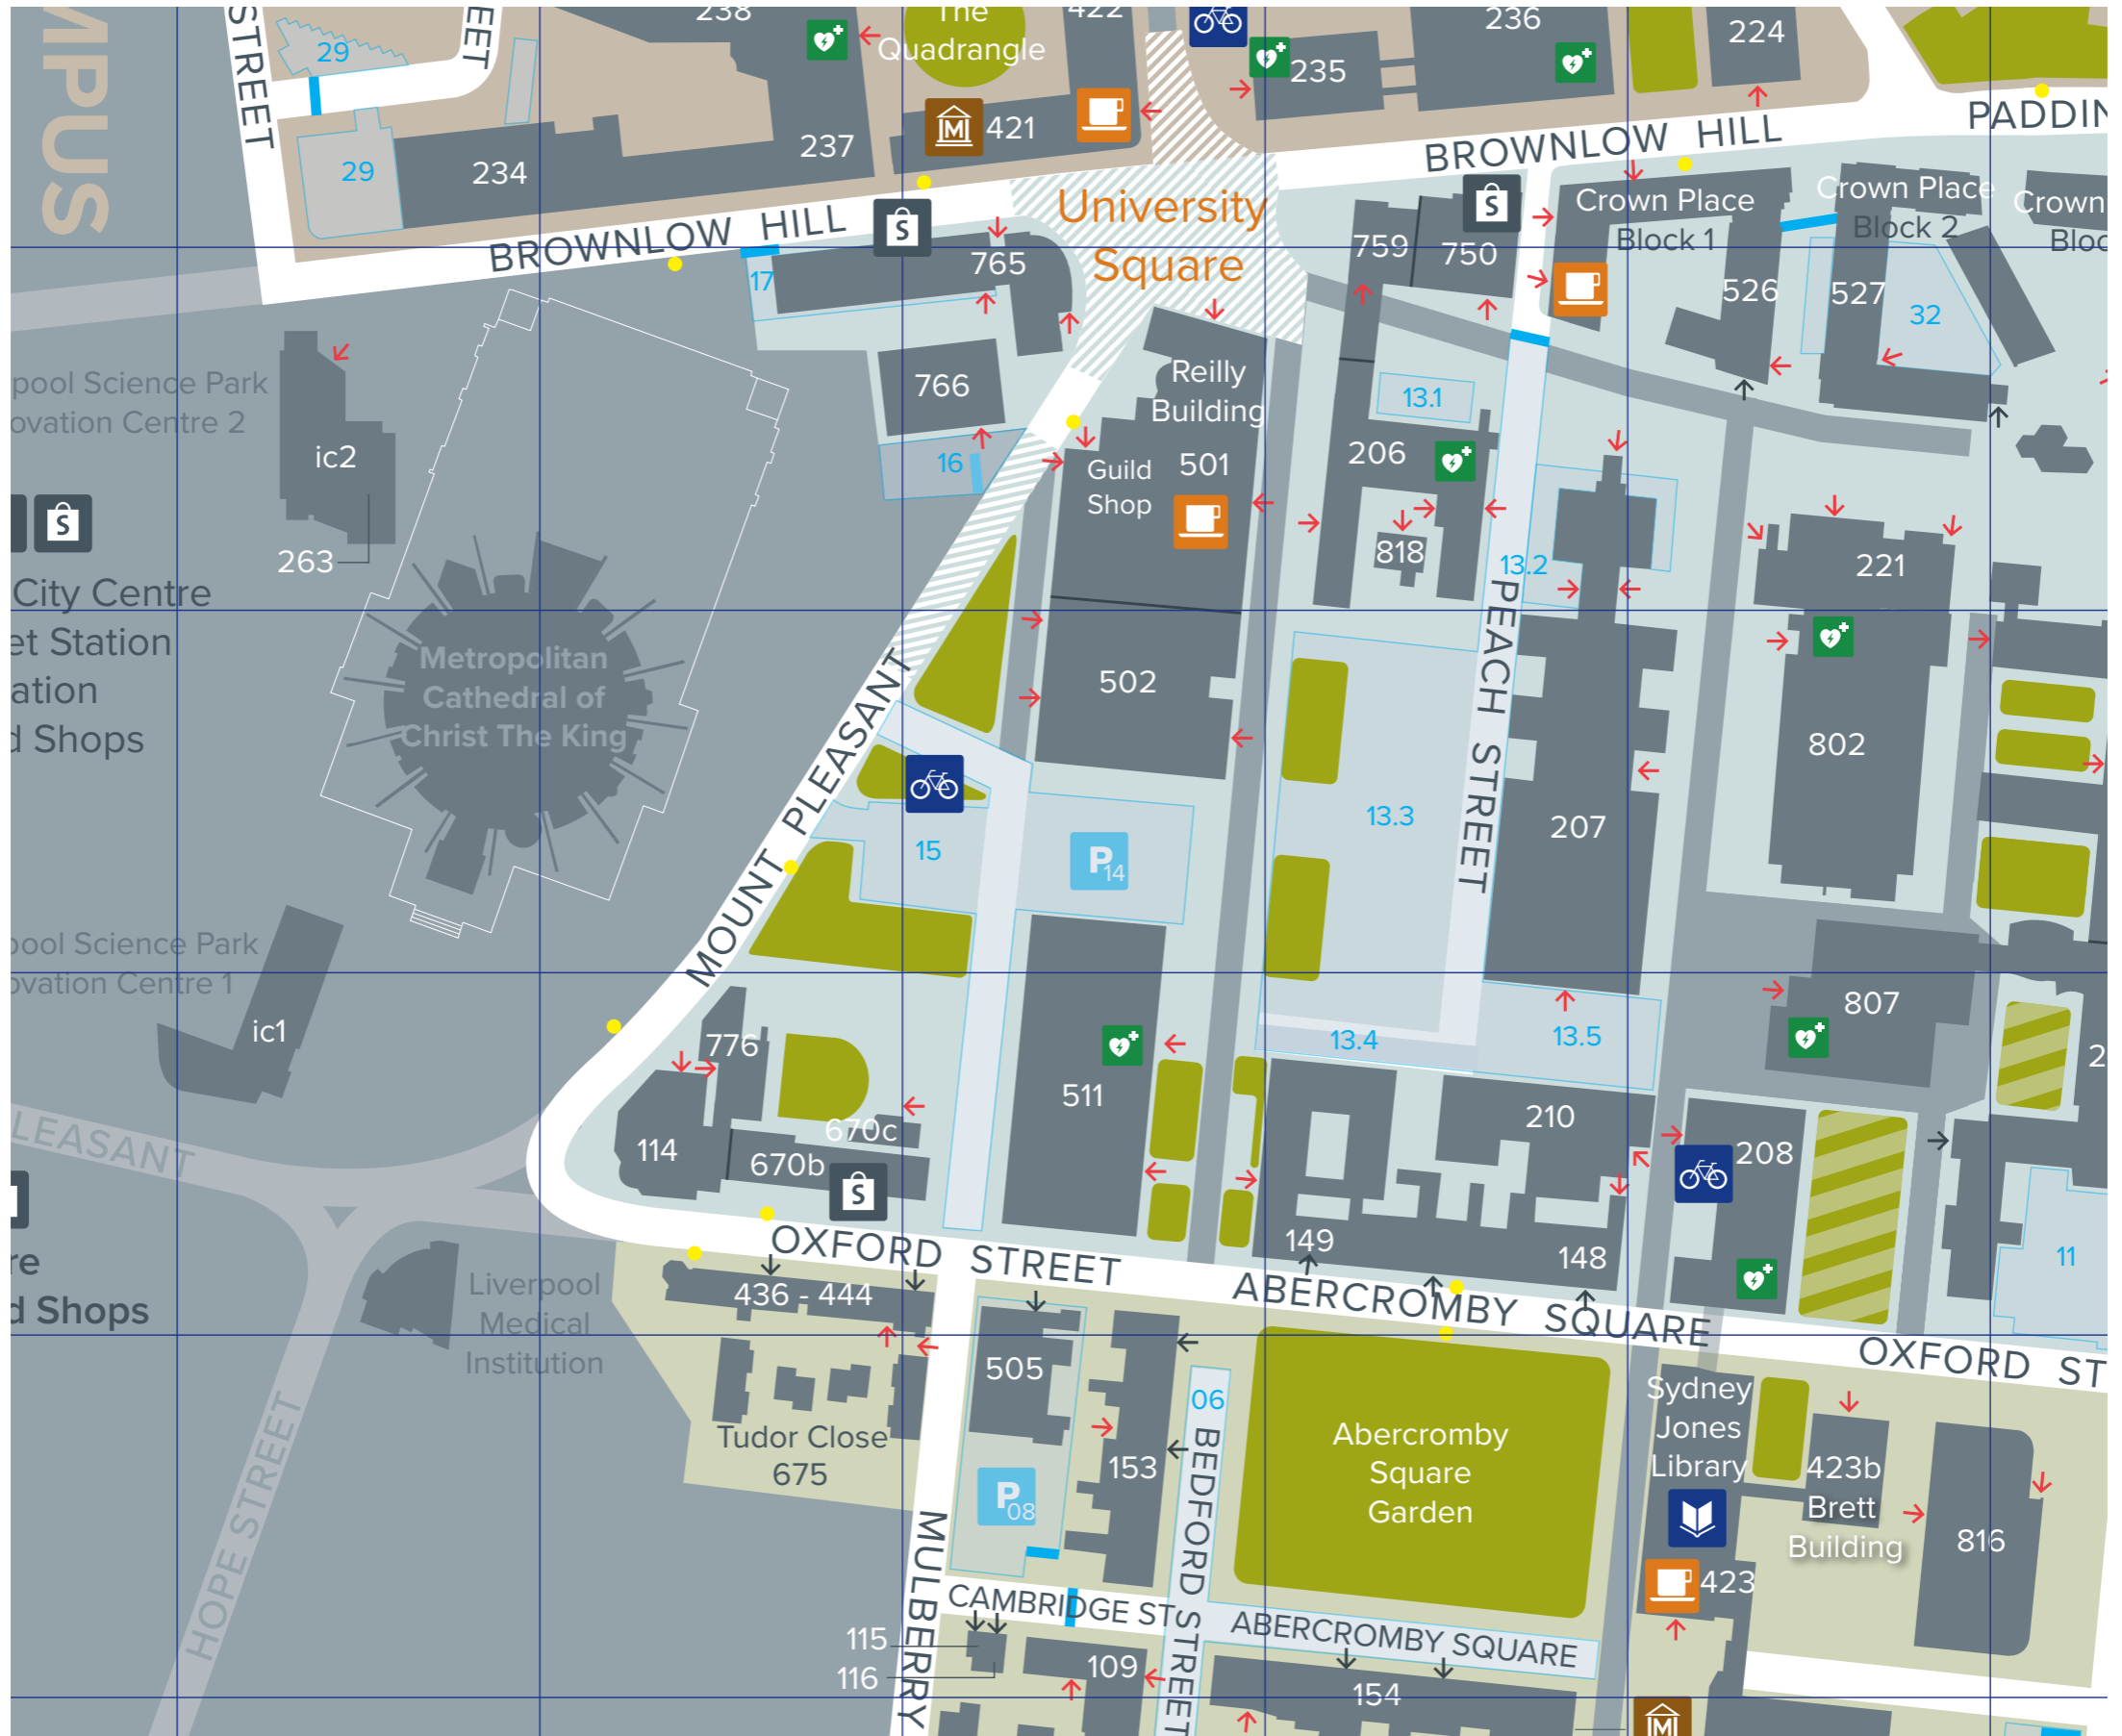 MPUS
STREET
EET
29
29
234
238
237
The
Quadrangle
422
M
421
235
236
224
BROWNLOW HILL
PADDIN
BROWNLOW HILL
S
University
Square
17
765
766
16
759
750
S
Crown Place
Block 1
Crown Place
Block 2
Crown
Bloc
526
527
32
pool Science Park
ovation Centre 2
ic2
263
S
City Centre
et Station
ation
d Shops
Reilly
Building
Guild
Shop
501
13.1
206
818
13.2
221
Metropolitan
Cathedral of
Christ The King
502
MOUNT PLEASANT
15
P14
13.3
PEACH STREET
207
802
pool Science Park
ovation Centre 1
ic1
776
114
670c
670b
S
511
13.4
13.5
807
2
210
208
149
148
11
LEASANT
re
d Shops
Liverpool
Medical
Institution
HOPE STREET
OXFORD STREET
ABERCROMBY SQUARE
OXFORD ST
436 - 444
505
Tudor Close
675
P08
153
06
BEDFORD STREET
MULBERRY
CAMBRIDGE ST
ABERCROMBY SQUARE
Abercromby
Square
Garden
Sydney
Jones
Library
423
423b
Brett
Building
816
115
116
109
154
M